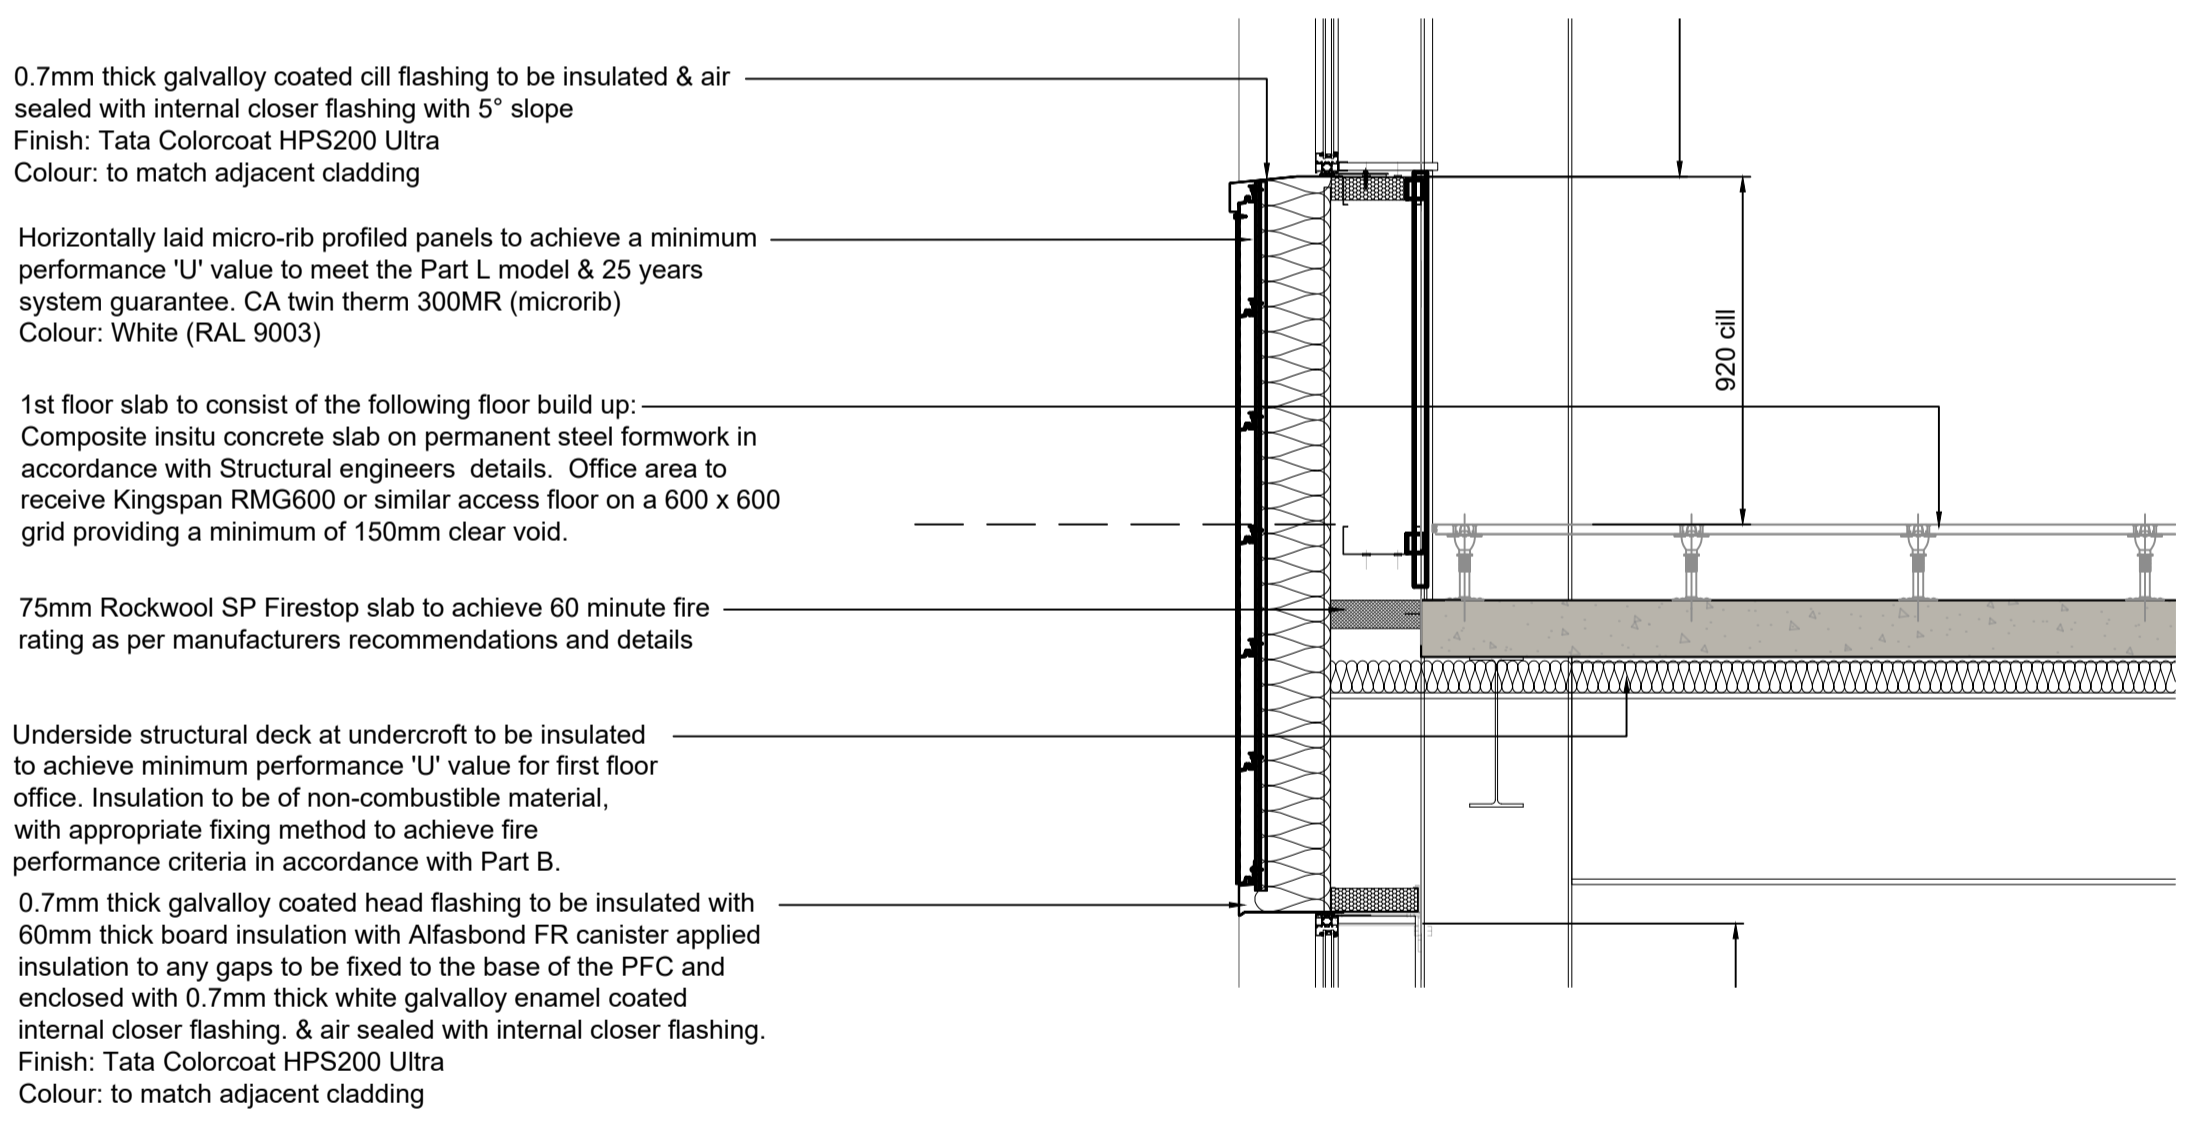 0.7mm thick galvalloy coated cill flashing to be insulated & air
sealed with internal closer flashing with 5° slope
Finish: Tata Colorcoat HPS200 Ultra
Colour: to match adjacent cladding
Horizontally laid micro-rib profiled panels to achieve a minimum
performance 'U' value to meet the Part L model & 25 years
system guarantee. CA twin therm 300MR (microrib)
Colour: White (RAL 9003)
1st floor slab to consist of the following floor build up:
Composite insitu concrete slab on permanent steel formwork in
accordance with Structural engineers  details.  Office area to
receive Kingspan RMG600 or similar access floor on a 600 x 600
grid providing a minimum of 150mm clear void.
75mm Rockwool SP Firestop slab to achieve 60 minute fire
rating as per manufacturers recommendations and details
Underside structural deck at undercroft to be insulated
to achieve minimum performance 'U' value for first floor
office. Insulation to be of non-combustible material,
with appropriate fixing method to achieve fire
performance criteria in accordance with Part B.
0.7mm thick galvalloy coated head flashing to be insulated with
60mm thick board insulation with Alfasbond FR canister applied
insulation to any gaps to be fixed to the base of the PFC and
enclosed with 0.7mm thick white galvalloy enamel coated
internal closer flashing. & air sealed with internal closer flashing.
Finish: Tata Colorcoat HPS200 Ultra
Colour: to match adjacent cladding
920 cill